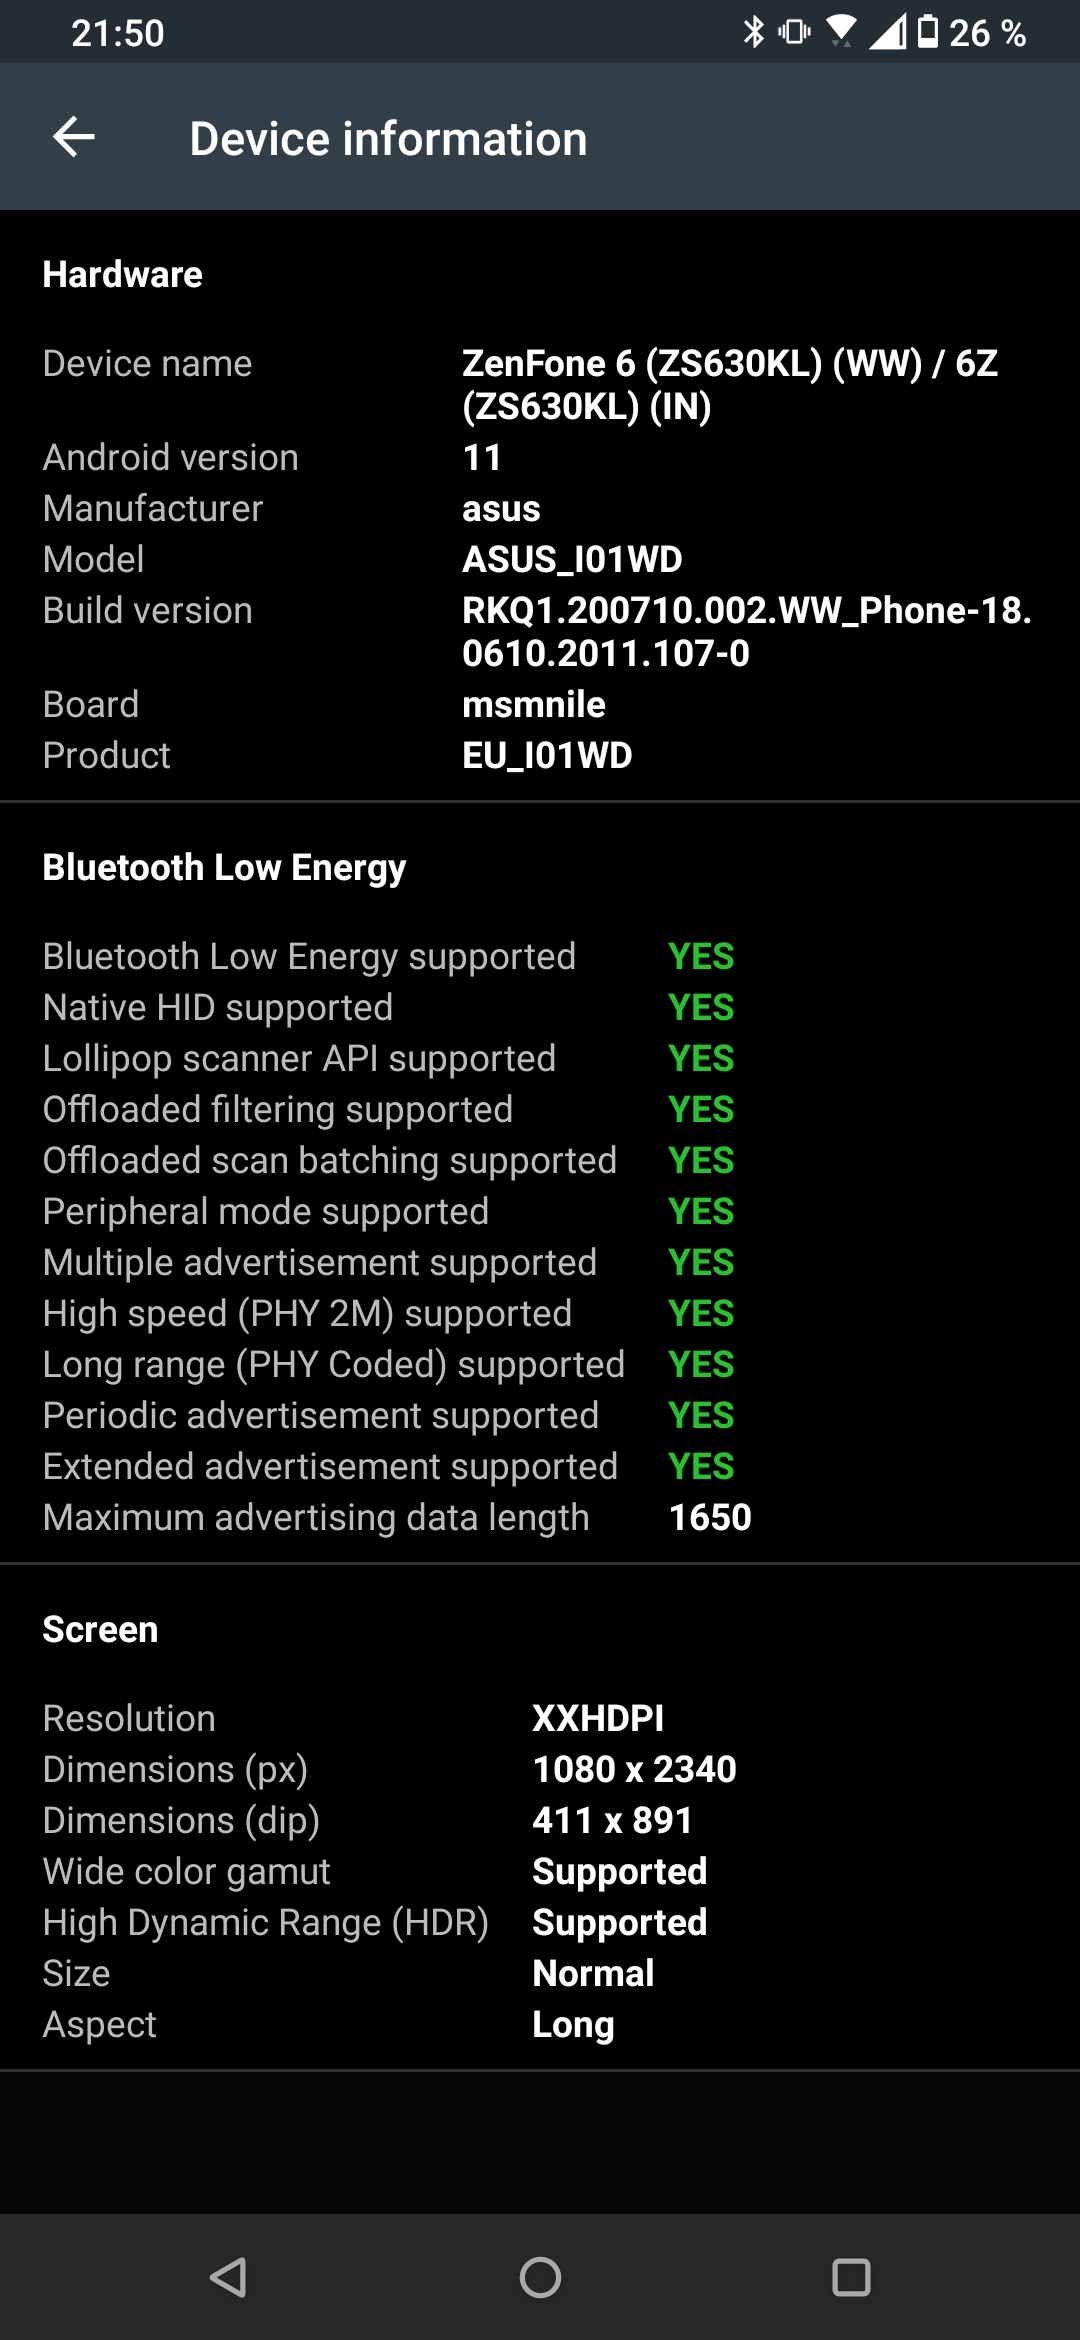 21:50 26 %
Device information
Hardware
Device name ZenFone 6 (ZS630KL) (WW) / 6Z
(ZS630KL) (IN)
Android version 11
Manufacturer asus
Model ASUS_I01WD
Build version RKQ1.200710.002.WW_Phone-18.
0610.2011.107-0
Board msmnile
Product EU_I01WD
Bluetooth Low Energy
Bluetooth Low Energy supported YES
Native HID supported YES
Lollipop scanner API supported YES
Offloaded filtering supported YES
Offloaded scan batching supported YES
Peripheral mode supported YES
Multiple advertisement supported YES
High speed (PHY 2M) supported YES
Long range (PHY Coded) supported YES
Periodic advertisement supported YES
Extended advertisement supported YES
Maximum advertising data length 1650
Screen
Resolution XXHDPI
Dimensions (px) 1080 x 2340
Dimensions (dip) 411 x 891
Wide color gamut Supported
High Dynamic Range (HDR) Supported
Size Normal
Aspect Long